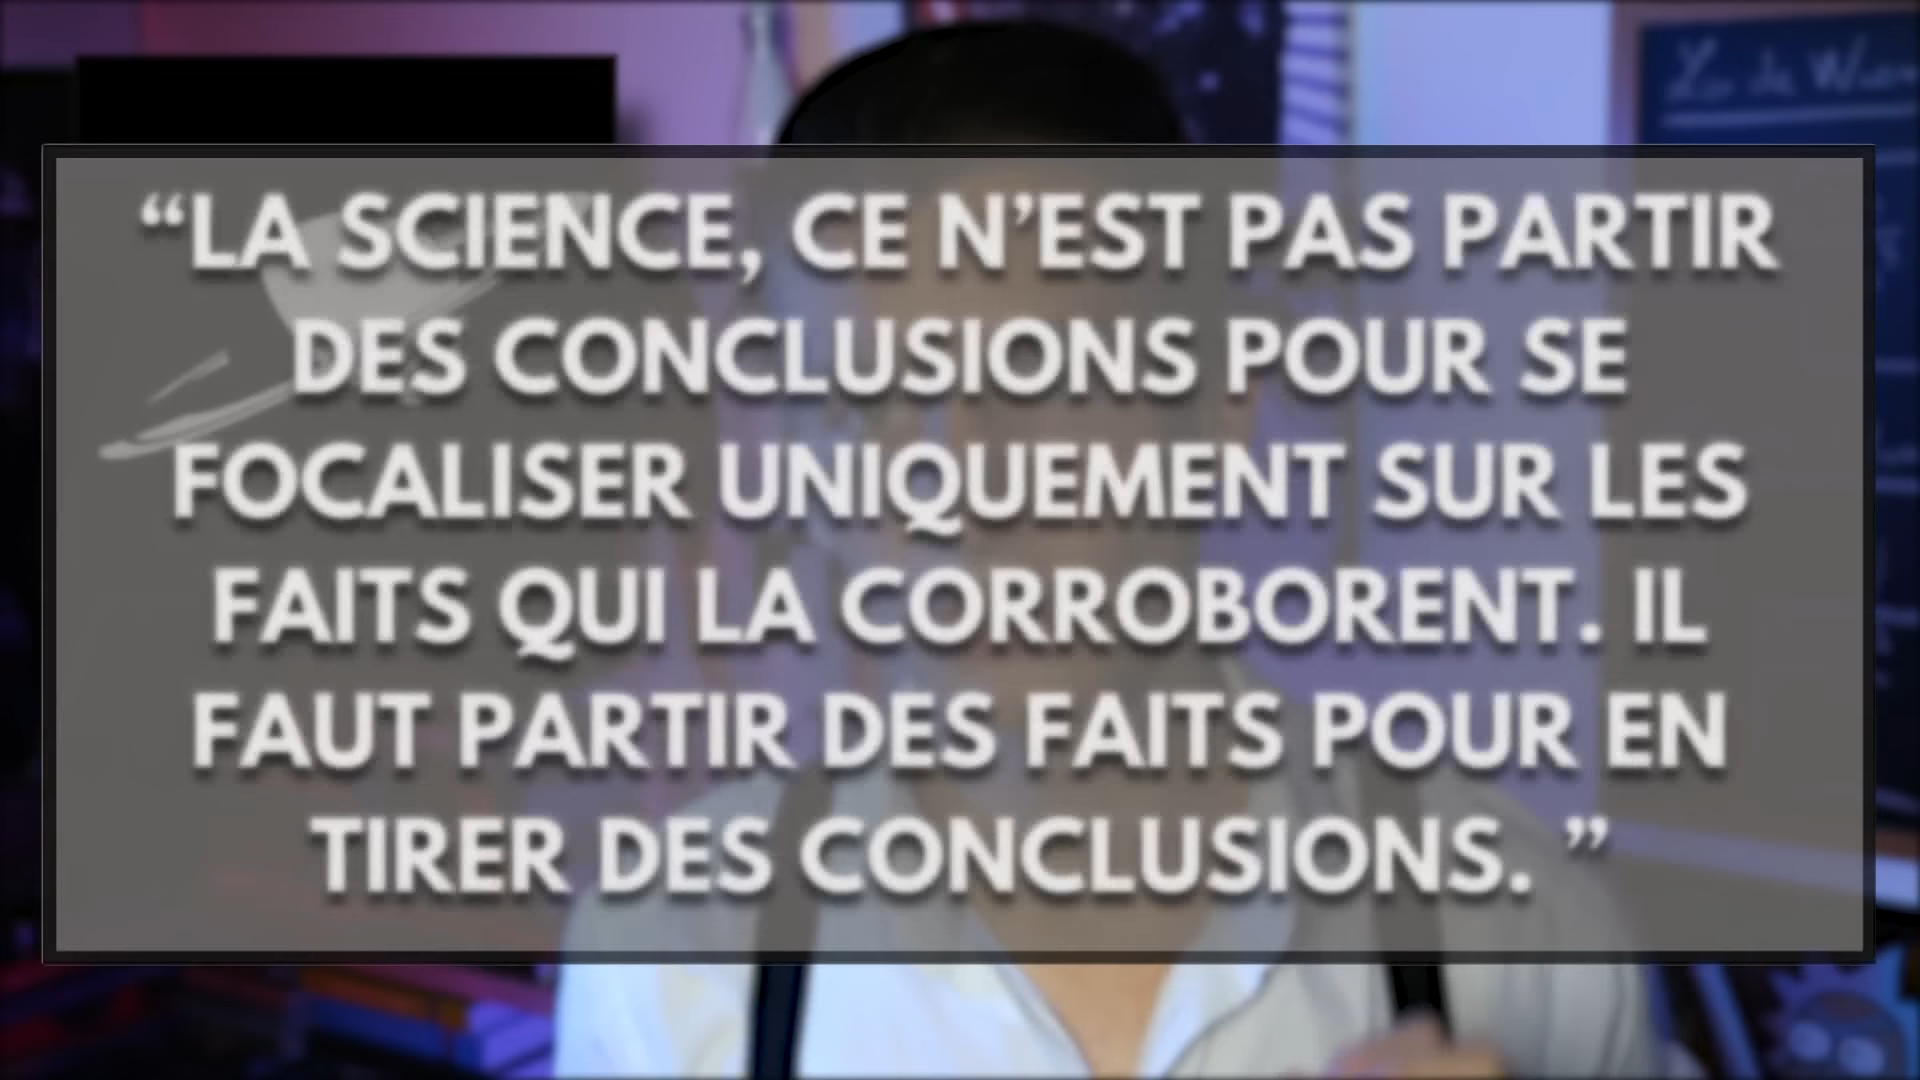 “LA SCIENCE, CE N’EST PAS PARTIR
DES CONCLUSIONS POUR SE
FOCALISER UNIQUEMENT SUR LES
FAITS QUI LA CORROBORENT. IL
FAUT PARTIR DES FAITS POUR EN
TIRER DES CONCLUSIONS. ”